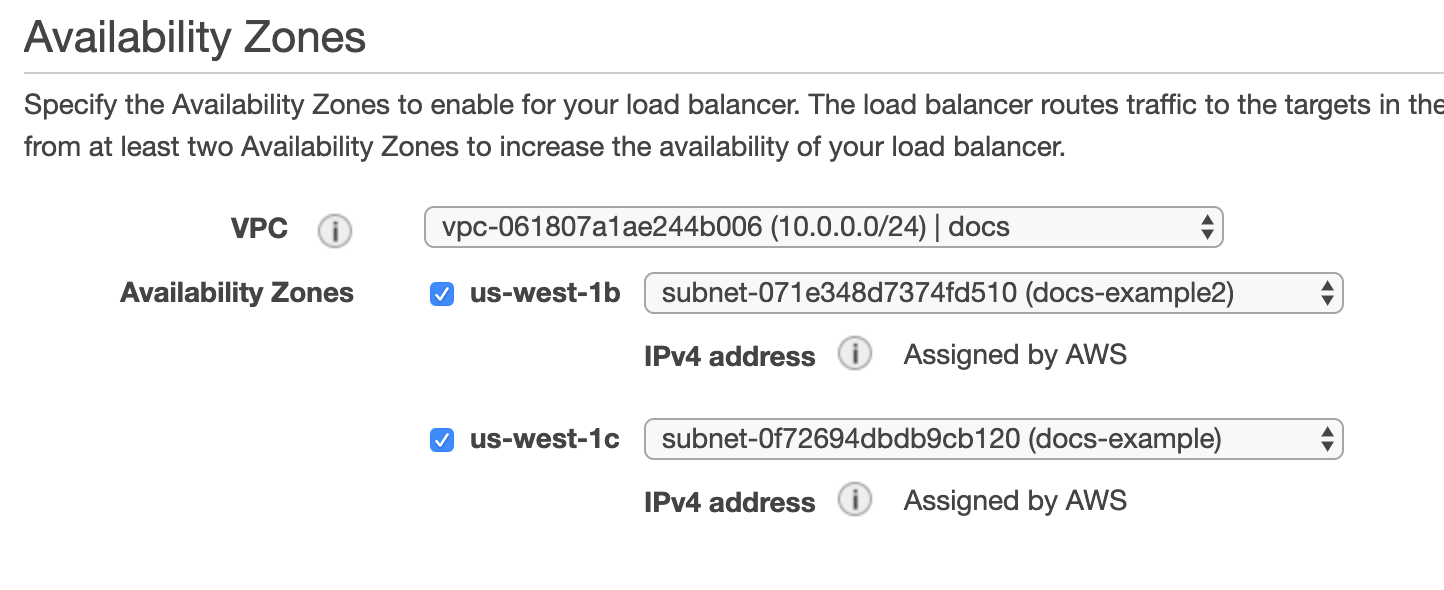 Availability Zones
Specify the Availability Zones to enable for your load balancer. The load balancer routes traffic to the targets in the
from at least two Availability Zones to increase the availability of your load balancer.
VPC i vpc-061807a1ae244b006 (10.0.0.0/24) | docs
Availability Zones us-west-1b subnet-071e348d7374fd510 (docs-example2)
IPv4 address i Assigned by AWS
us-west-1c subnet-0f72694dbdb9cb120 (docs-example)
IPv4 address i Assigned by AWS